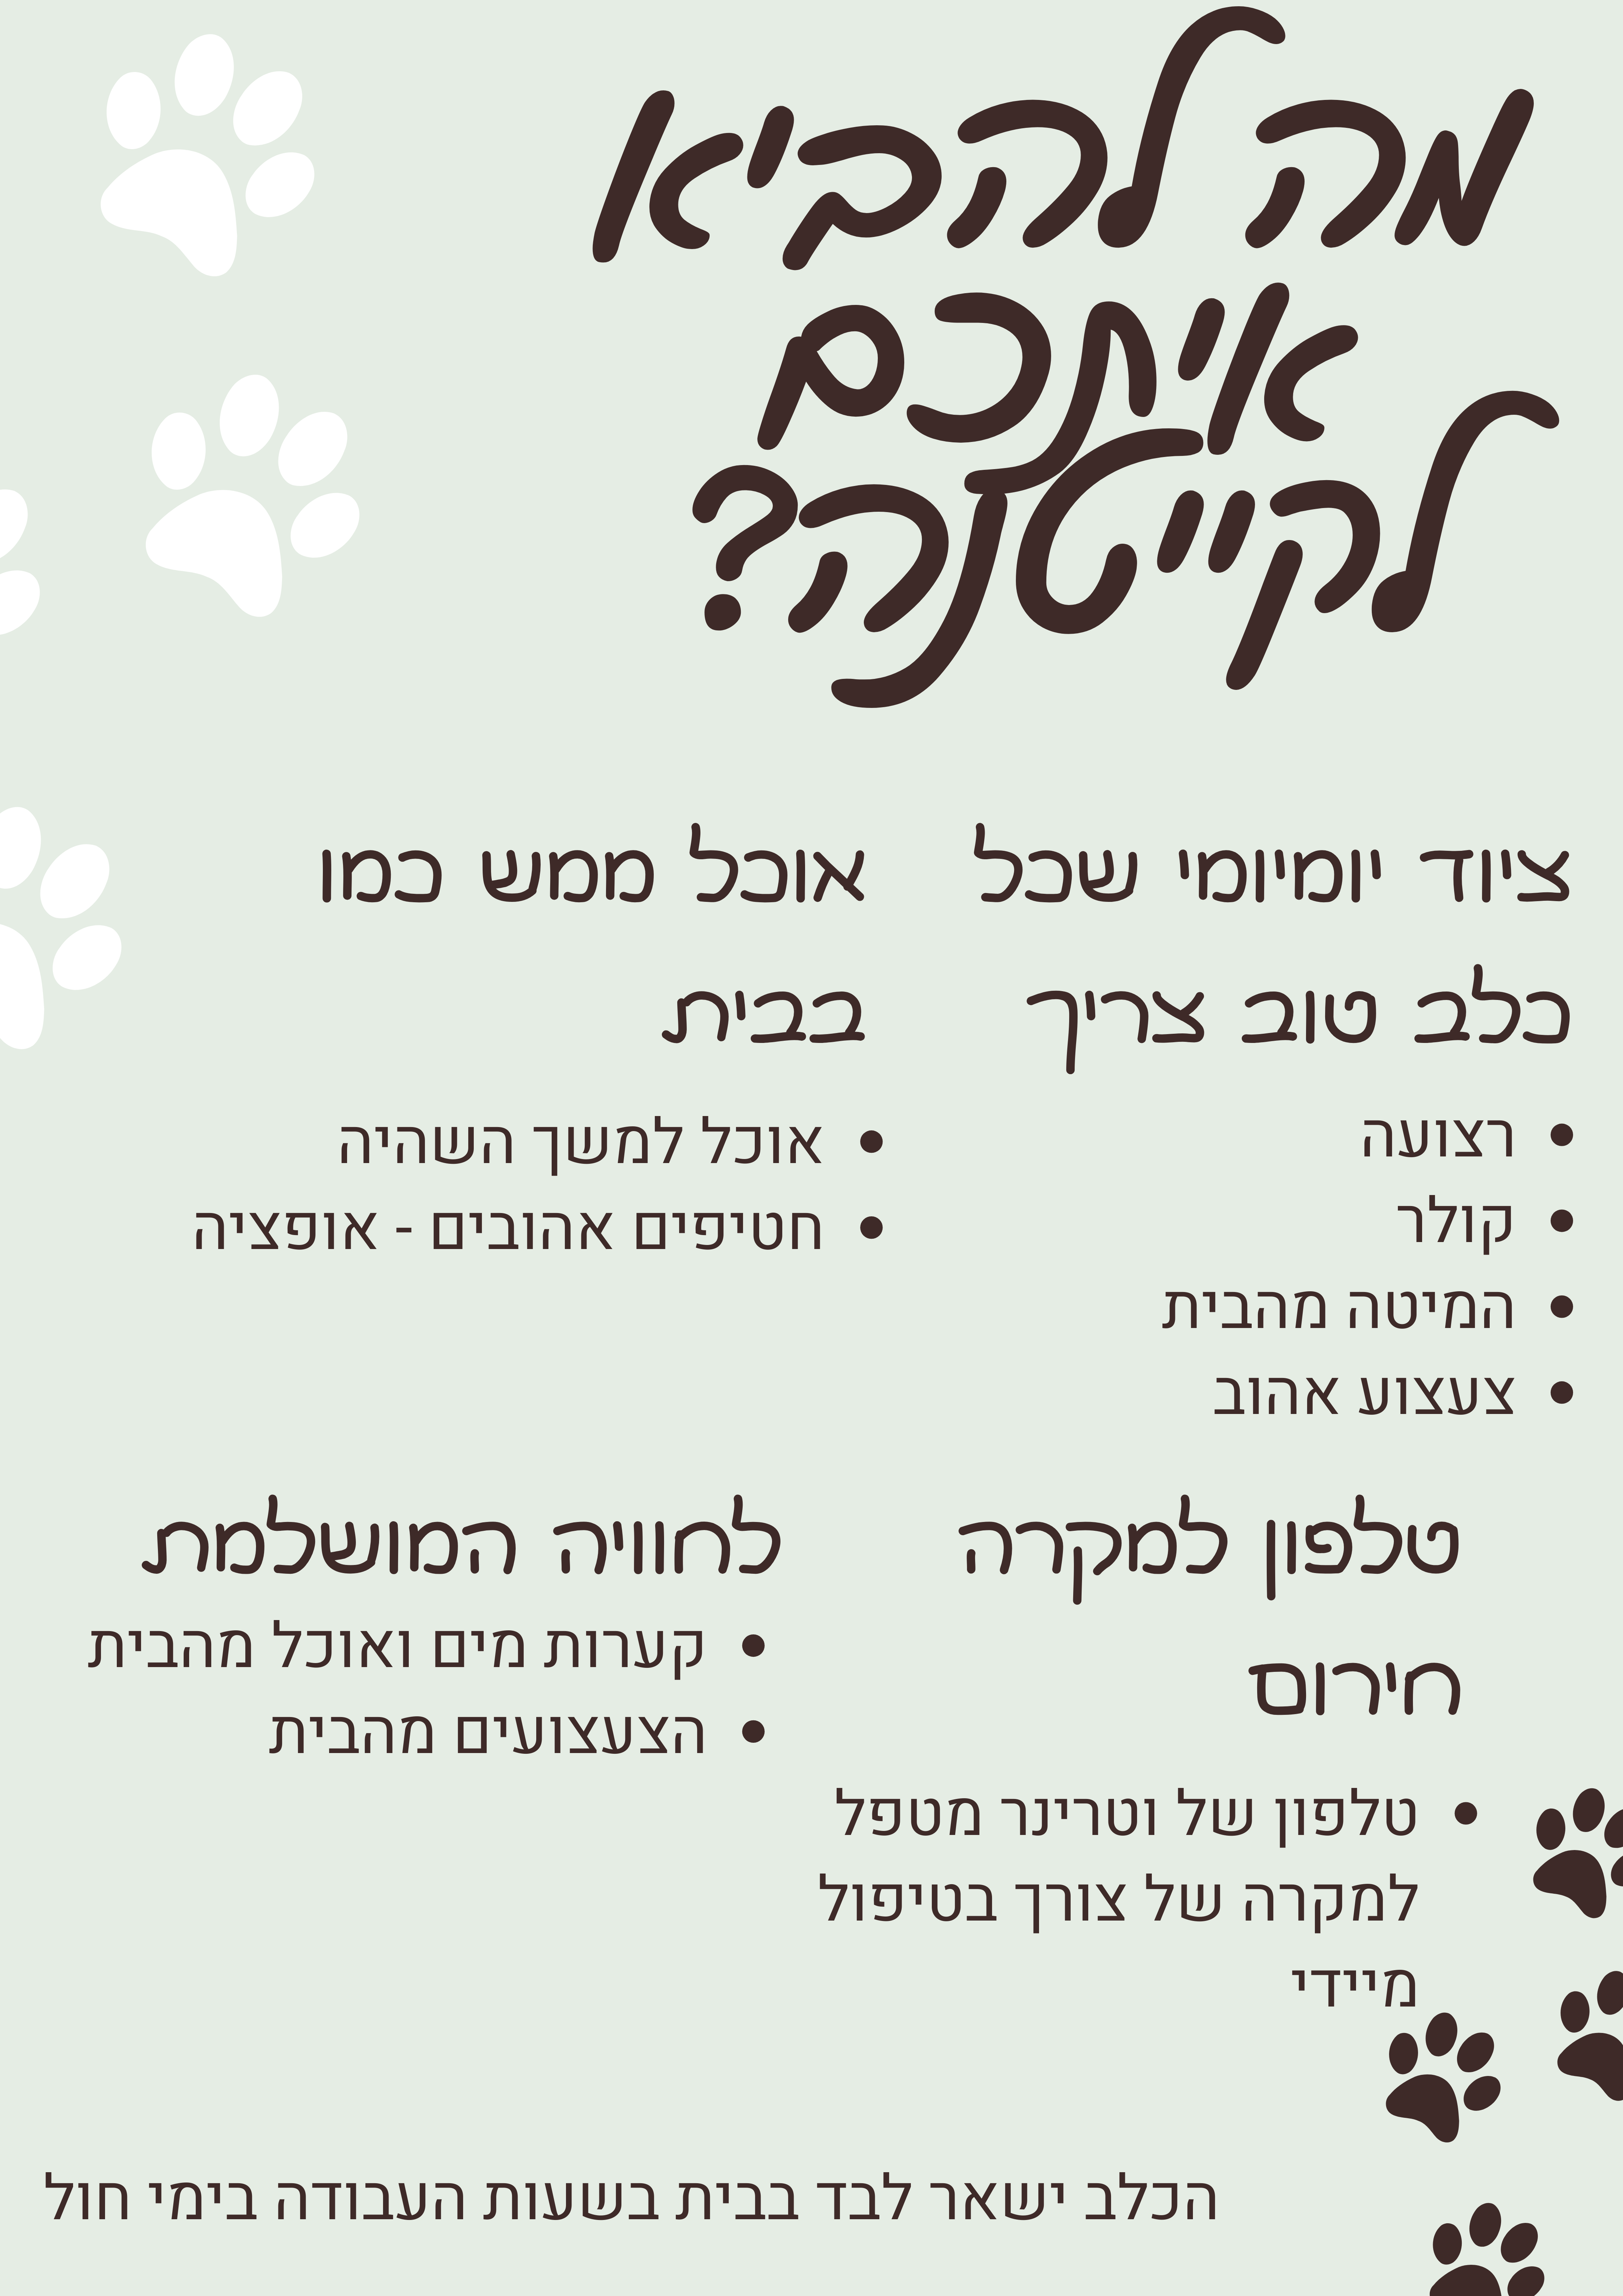 מה להביא
איתכם
לקייטנה?
ציוד יומיומי שכל
כלב טוב צריך
רצועה
קולר
המיטה מהבית
צעצוע אהוב
אוכל ממש כמו
בבית
אוכל למשך השהיה
חטיפים אהובים - אופציה
טלפון למקרה
חירום
טלפון של וטרינר מטפל
למקרה של צורך בטיפול
מיידי
לחוויה המושלמת
קערות מים ואוכל מהבית
הצעצועים מהבית
הכלב ישאר לבד בבית בשעות העבודה בימי חול